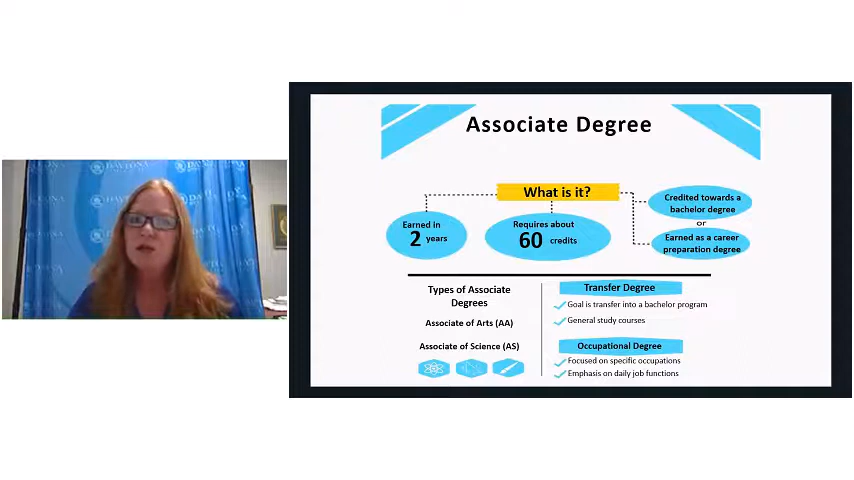 Associate Degree
What is it?
Earned in
2 years
Requires about
60 credits
Credited towards a
bachelor degree
or
Earned as a career
preparation degree
Types of Associate
Degrees
Associate of Arts (AA)
Associate of Science (AS)
Transfer Degree
Goal is transfer into a bachelor program
General study courses
Occupational Degree
Focused on specific occupations
Emphasis on daily job functions
DAYTONA